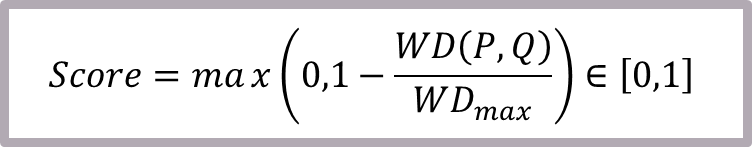 Score = max(0,1 − WD(P,Q)/WD_max) ∈ [0,1]